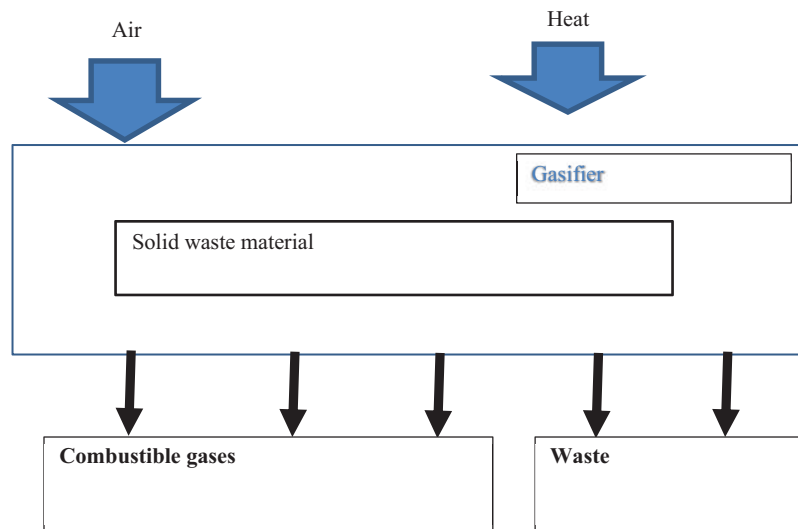 Air
Heat
Gasifier
Solid waste material
Combustible gases
Waste